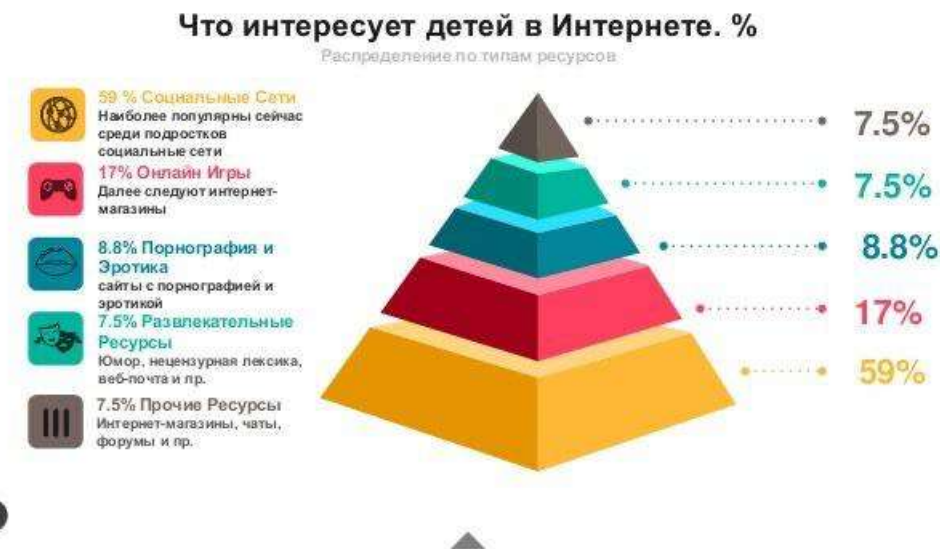 Что интересует детей в Интернете. %
Распределение по типам ресурсов
59 % Социальные Сети
Наиболее популярны сейчас
среди подростков
социальные сети
17% Онлайн Игры
Далее следуют интернет-
магазины
8.8% Порнография и
Эротика
сайты с порнографией и
эротикой
7.5% Развлекательные
Ресурсы
Юмор, нецензурная лексика,
веб-почта и пр.
7.5% Прочие Ресурсы
Интернет-магазины, чаты,
форумы и пр.
7.5%
7.5%
8.8%
17%
59%